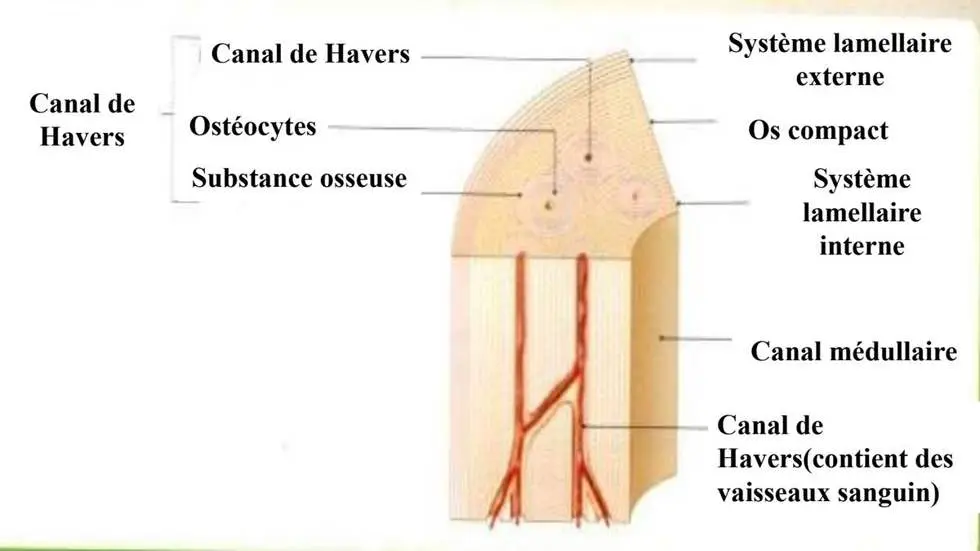 Canal de
Havers
Canal de Havers
Ostéocytes
Substance osseuse
Système lamellaire
externe
Os compact
Système
lamellaire
interne
Canal médullaire
Canal de
Havers(contient des
vaisseaux sanguin)